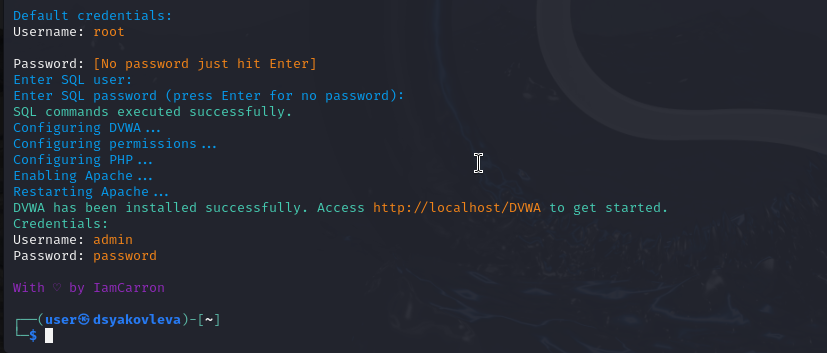 Default credentials:
Username: root
Password: [No password just hit Enter]
Enter SQL user:
Enter SQL password (press Enter for no password):
SQL commands executed successfully.
Configuring DVWA...
Configuring permissions...
Configuring PHP...
Enabling Apache...
Restarting Apache...
DVWA has been installed successfully. Access http://localhost/DVWA to get started.
Credentials:
Username: admin
Password: password
With ♡ by IamCarron
┌──(user㉿dsyakovleva)-[~]
└─$